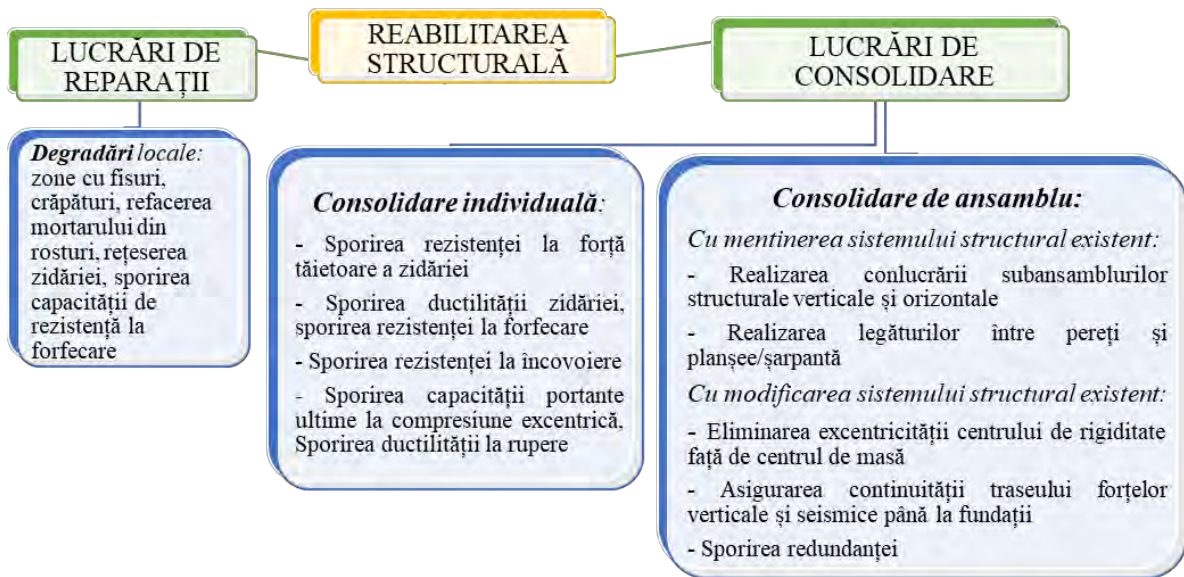 REABILITAREA
STRUCTURALĂ
LUCRĂRI DE
REPARAȚII
LUCRĂRI DE
CONSOLIDARE
Degradări locale:
zone cu fisuri,
crăpături, refacerea
mortarului din
rosturi, rețeserea
zidăriei, sporirea
capacității de
rezistență la
forfecare
Consolidare individuală:
- Sporirea rezistenței la forță
tăietoare a zidăriei
- Sporirea ductilității zidăriei,
sporirea rezistenței la forfecare
- Sporirea rezistenței la încovoiere
- Sporirea capacității portante
ultime la compresiune excentrică,
Sporirea ductilității la rupere
Consolidare de ansamblu:
Cu mentinerea sistemului structural existent:
- Realizarea conlucrării subansamblurilor
structurale verticale și orizontale
- Realizarea legăturilor între pereți și
planșee/șarpantă
Cu modificarea sistemului structural existent:
- Eliminarea excentricității centrului de rigiditate
față de centrul de masă
- Asigurarea continuității traseului forțelor
verticale și seismice până la fundații
- Sporirea redundanței